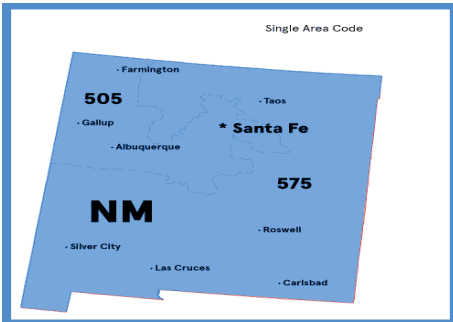 Single Area Code
· Farmington
505
· Taos
· Gallup
* Santa Fe
· Albuquerque
575
NM
· Roswell
· Silver City
· Las Cruces
· Carlsbad